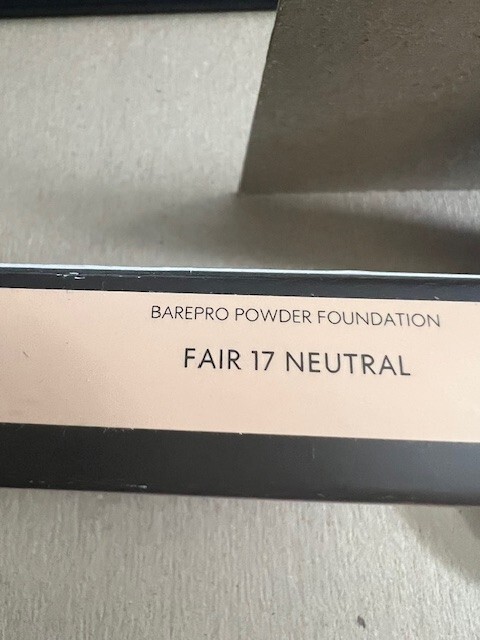 BAREPRO POWDER FOUNDATION
FAIR 17 NEUTRAL